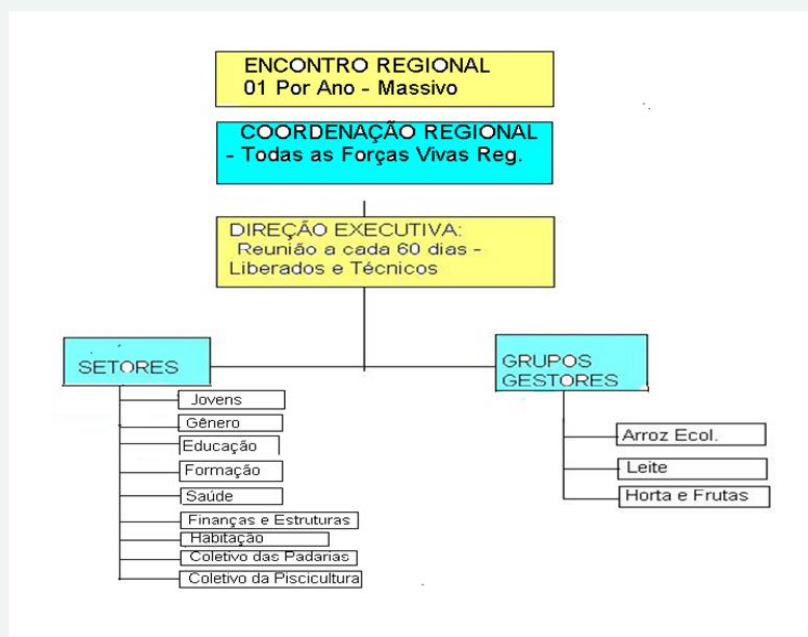 ENCONTRO REGIONAL
01 Por Ano - Massivo
COORDENAÇÃO REGIONAL
- Todas as Forças Vivas Reg.
DIREÇÃO EXECUTIVA:
Reunião a cada 60 dias -
Liberados e Técnicos
SETORES
Jovens
Gênero
Educação
Formação
Saúde
Finanças e Estruturas
Habitação
Coletivo das Padarias
Coletivo da Piscicultura
GRUPOS
GESTORES
Arroz Ecol.
Leite
Horta e Frutas